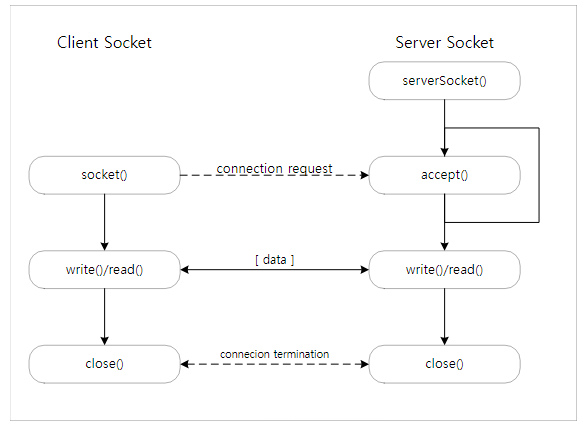 Client Socket
Server Socket
serverSocket()
socket()
connection request
accept()
write()/read()
[ data ]
write()/read()
close()
connecion termination
close()